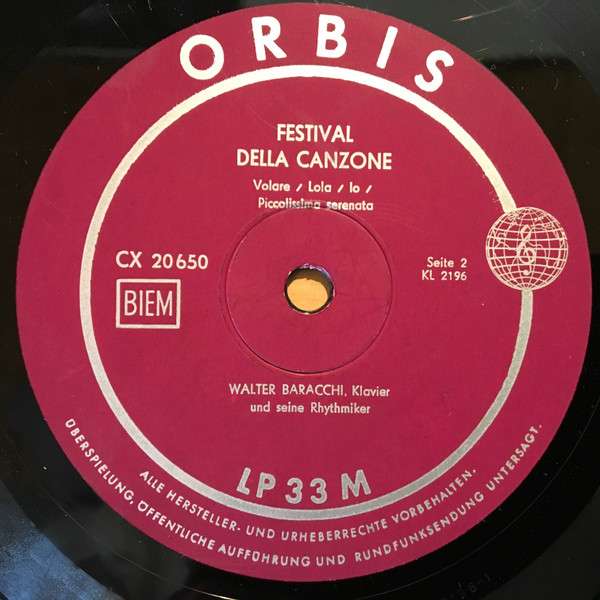 ORBIS
FESTIVAL
DELLA CANZONE
Volare / Lola / Io /
Piccolissima serenata
CX 20650
BIEM
Seite 2
KL 2196
WALTER BARACCHI, Klavier
und seine Rhythmiker
LP 33 M
ALLE HERSTELLER- UND URHEBERRECHTE VORBEHALTEN.
ÜBERSPIELUNG, ÖFFENTLICHE AUFFÜHRUNG UND RUNDFUNKSENDUNG UNTERSAGT.